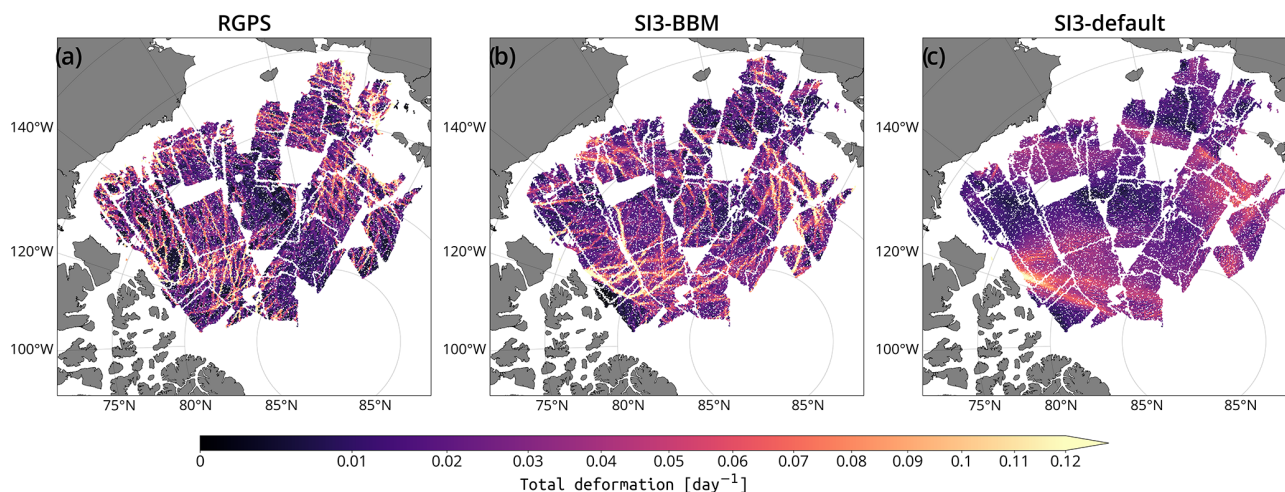 RGPS SI3-BBM SI3-default
(a) (b) (c)
140°W 140°W 140°W
120°W 120°W 120°W
100°W 100°W 100°W
75°N 80°N 85°N 85°N 75°N 80°N 85°N 85°N 75°N 80°N 85°N 85°N
0 0.01 0.02 0.03 0.04 0.05 0.06 0.07 0.08 0.09 0.1 0.11 0.12
Total deformation [day⁻¹]